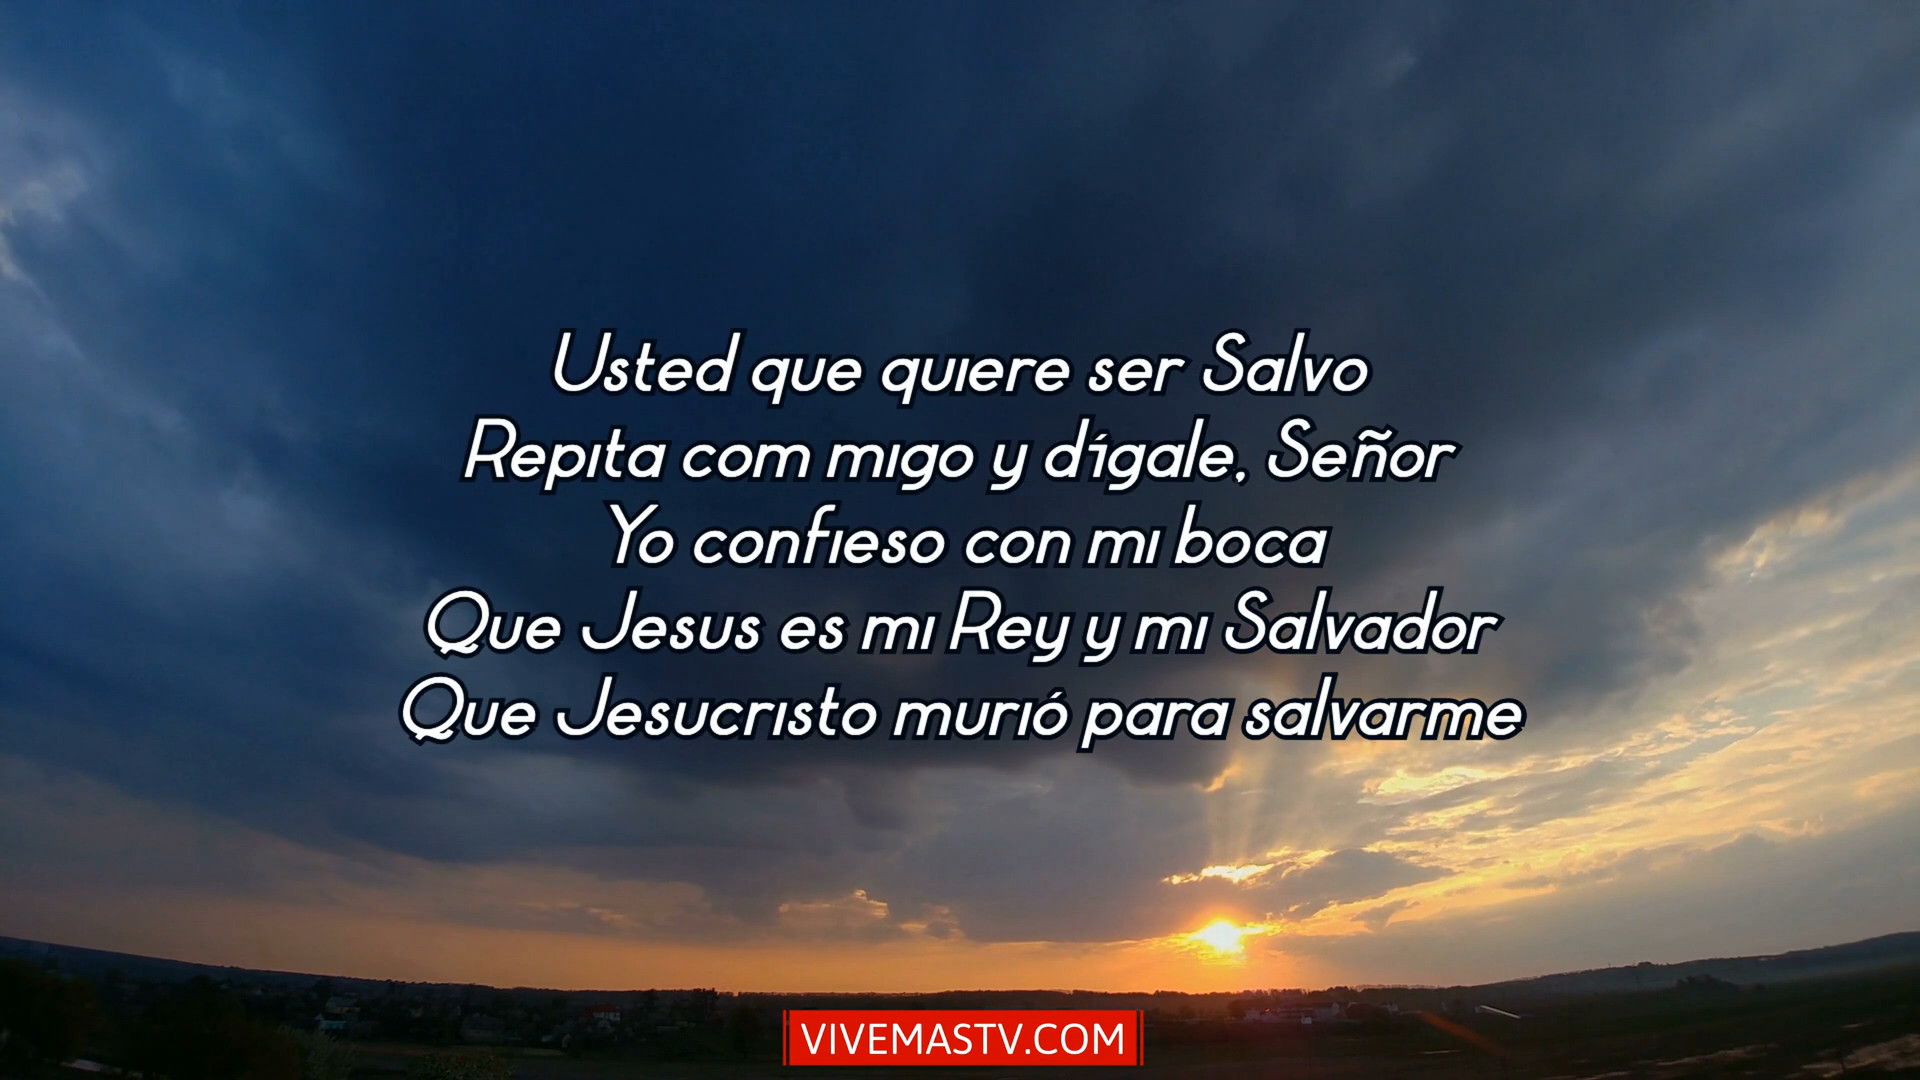 Usted que quiere ser Salvo
Repita com migo y dígale, Señor
Yo confieso con mi boca
Que Jesus es mi Rey y mi Salvador
Que Jesucristo murió para salvarme
VIVEMASTV.COM